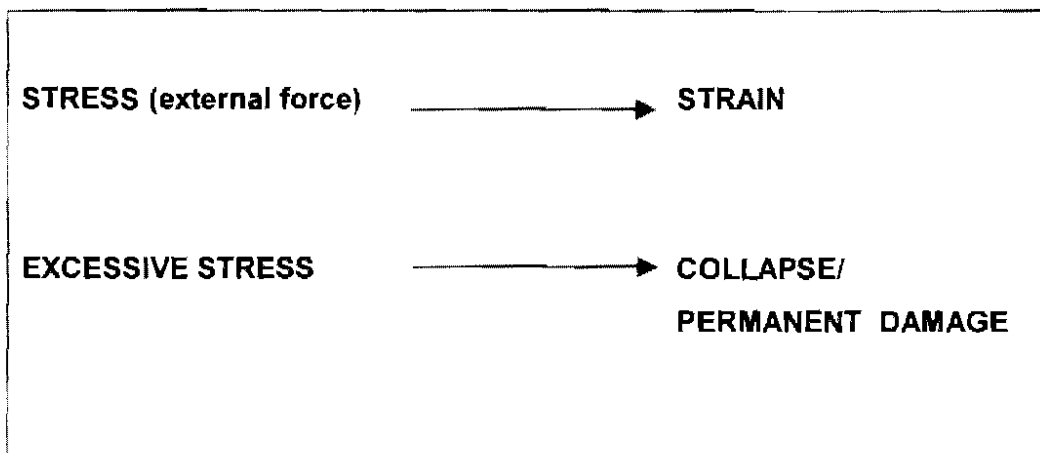 STRESS (external force) STRAIN
EXCESSIVE STRESS COLLAPSE/
PERMANENT DAMAGE